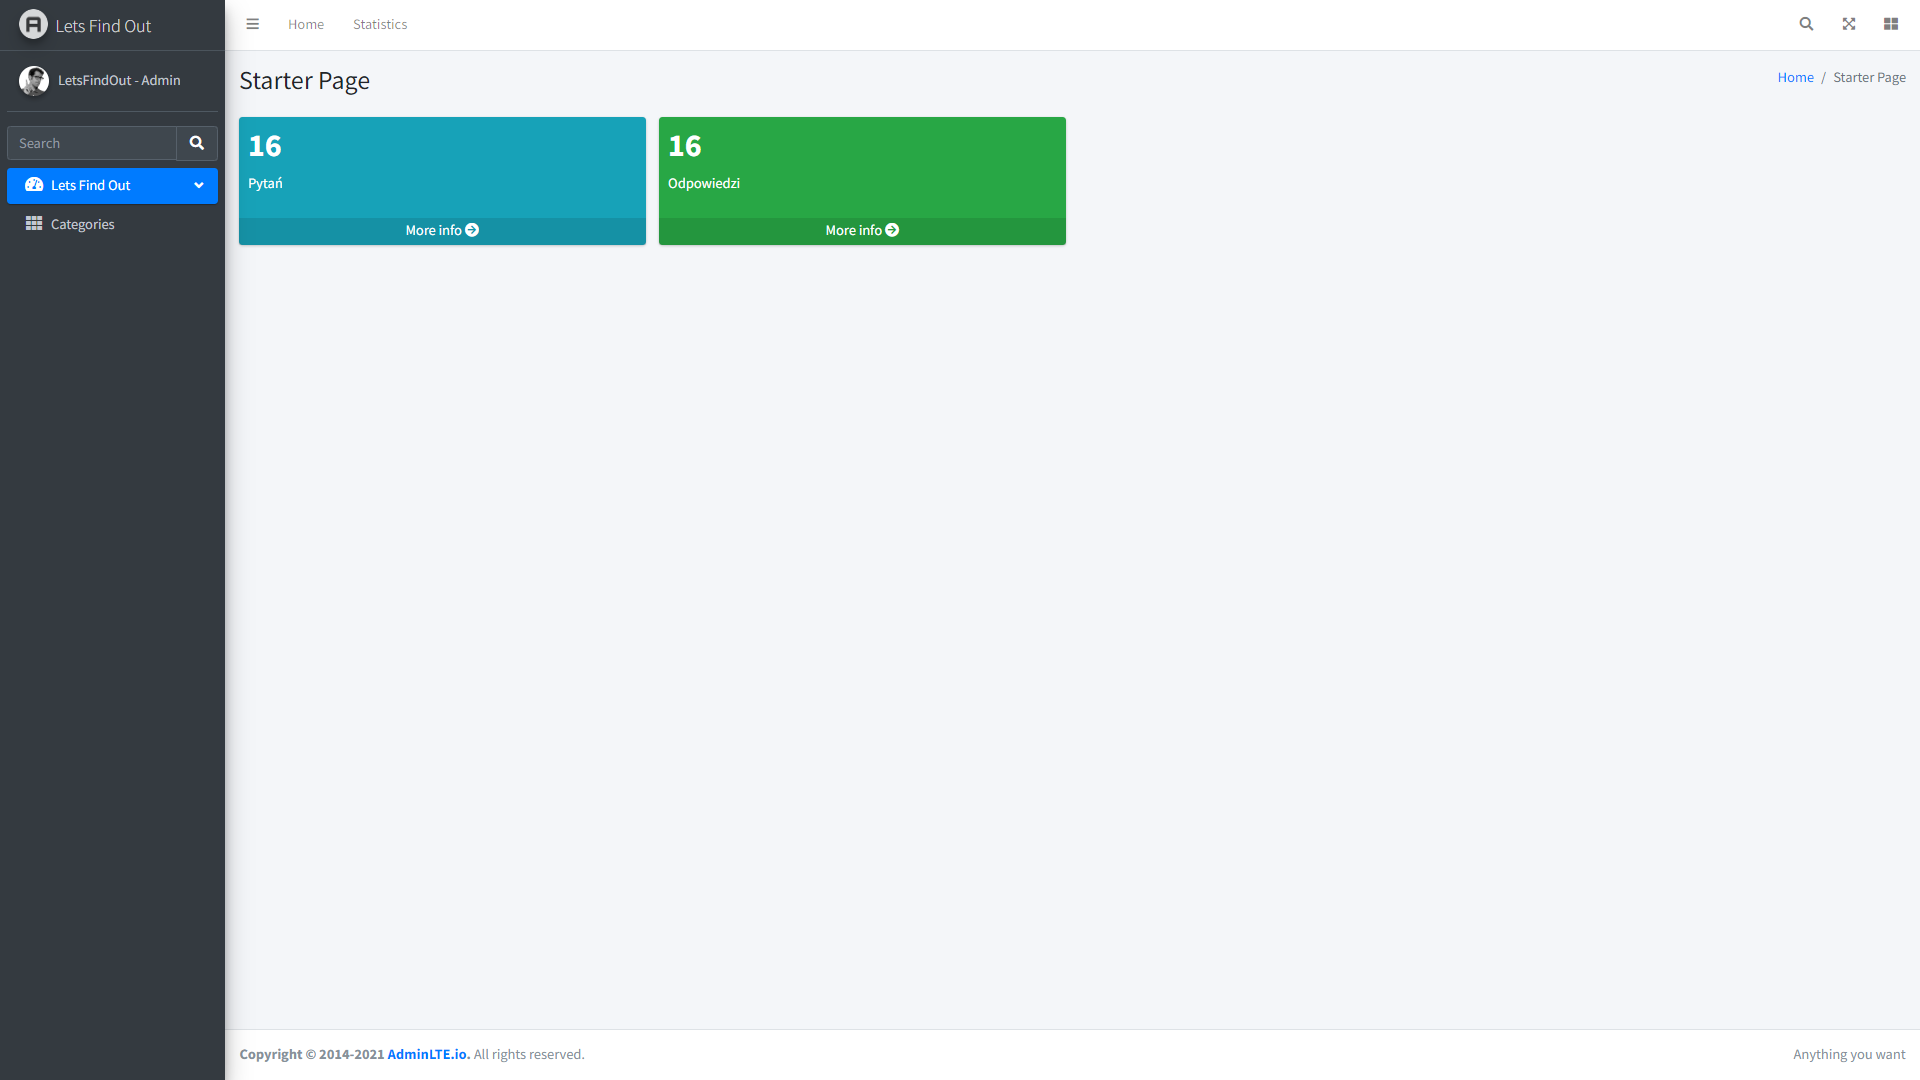 Lets Find Out
Home
Statistics
LetsFindOut - Admin
Search
Lets Find Out
Categories
Starter Page
Home / Starter Page
16
Pytań
More info
16
Odpowiedzi
More info
Copyright © 2014-2021 AdminLTE.io. All rights reserved.
Anything you want